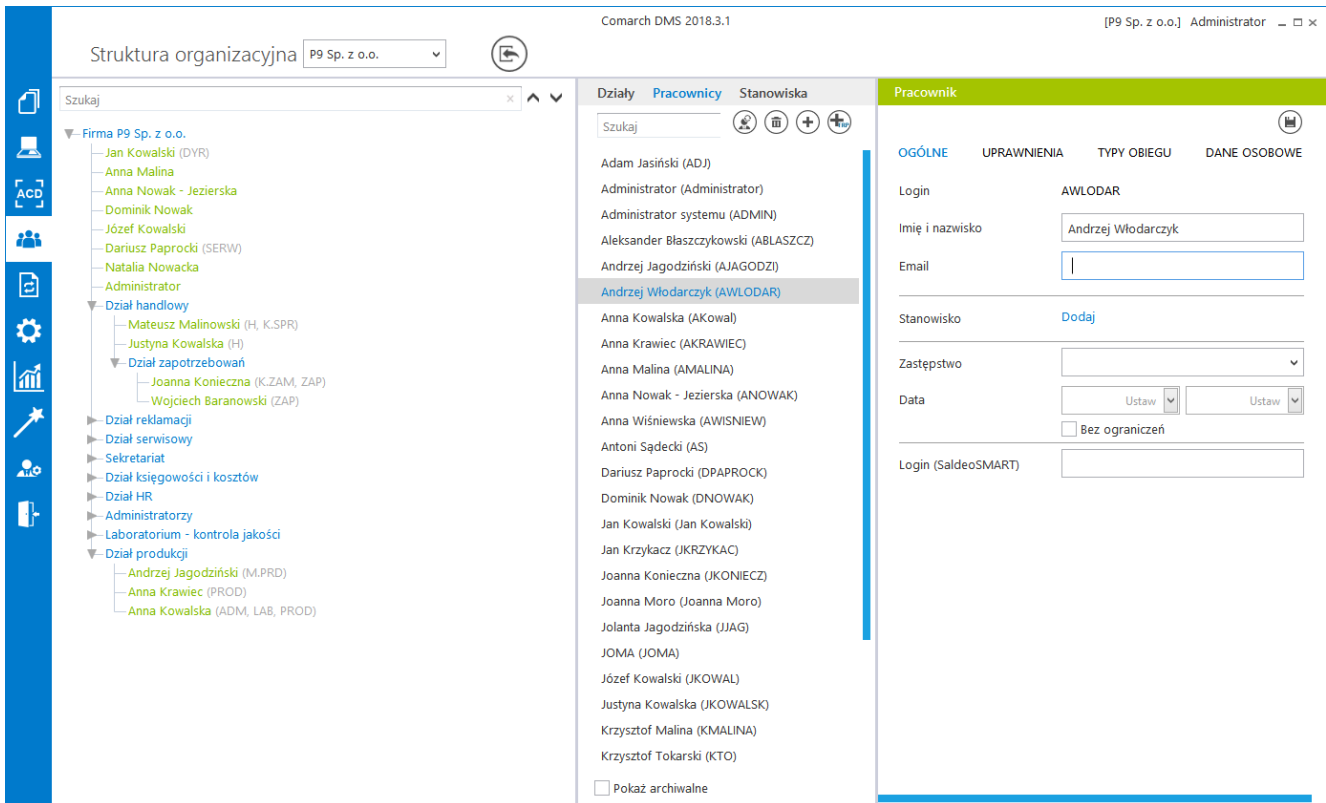 Comarch DMS 2018.3.1
[P9 Sp. z o.o.] Administrator
Struktura organizacyjna P9 Sp. z o.o.
Szukaj
Firma P9 Sp. z o.o.
Jan Kowalski (DYR)
Anna Malina
Anna Nowak - Jezierska
Dominik Nowak
Józef Kowalski
Dariusz Paprocki (SERW)
Natalia Nowacka
Administrator
Dział handlowy
Mateusz Malinowski (H, K.SPR)
Justyna Kowalska (H)
Dział zapotrzebowań
Joanna Konieczna (K.ZAM, ZAP)
Wojciech Baranowski (ZAP)
Dział reklamacji
Dział serwisowy
Sekretariat
Dział księgowości i kosztów
Dział HR
Administratorzy
Laboratorium - kontrola jakości
Dział produkcji
Andrzej Jagodziński (M.PRD)
Anna Krawiec (PROD)
Anna Kowalska (ADM, LAB, PROD)
ACD
Działy Pracownicy Stanowiska
Szukaj
Adam Jasiński (ADJ)
Administrator (Administrator)
Administrator systemu (ADMIN)
Aleksander Błaszczykowski (ABLASZCZ)
Andrzej Jagodziński (AJAGODZI)
Andrzej Włodarczyk (AWLODAR)
Anna Kowalska (AKowal)
Anna Krawiec (AKRAWIEC)
Anna Malina (AMALINA)
Anna Nowak - Jezierska (ANOWAK)
Anna Wiśniewska (AWISNIEW)
Antoni Sądecki (AS)
Dariusz Paprocki (DPAPROCK)
Dominik Nowak (DNOWAK)
Jan Kowalski (Jan Kowalski)
Jan Krzykacz (JKRZYKAC)
Joanna Konieczna (JKONIECZ)
Joanna Moro (Joanna Moro)
Jolanta Jagodzińska (JJAG)
JOMA (JOMA)
Józef Kowalski (JKOWAL)
Justyna Kowalska (JKOWALSK)
Krzysztof Malina (KMALINA)
Krzysztof Tokarski (KTO)
Pokaż archiwalne
Pracownik
OGÓLNE UPRAWNIENIA TYPY OBIEGU DANE OSOBOWE
Login AWLODAR
Imię i nazwisko Andrzej Włodarczyk
Email
Stanowisko Dodaj
Zastępstwo
Data Ustaw Ustaw
Bez ograniczeń
Login (SaldeoSMART)